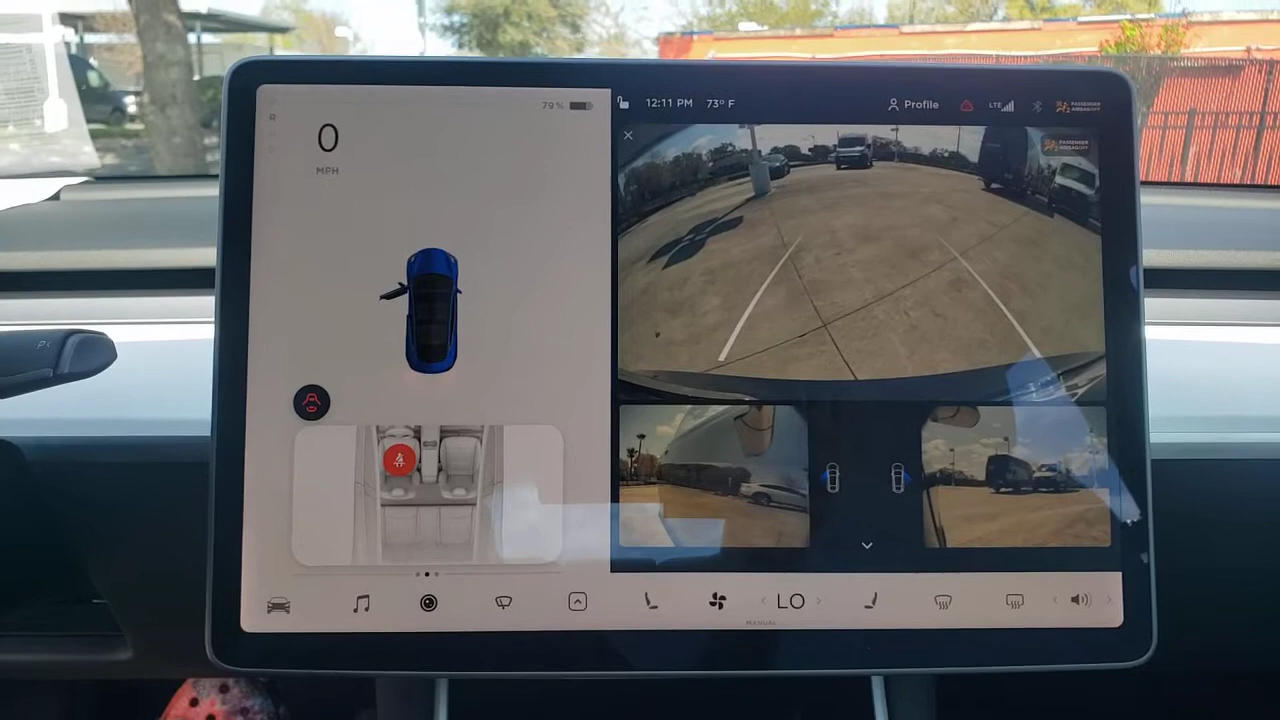 R
0
MPH
79 %
12:11 PM 73° F
Profile
LTE
PASSENGER
AIRBAG OFF
PASSENGER
AIRBAG OFF
P
LO
MANUAL